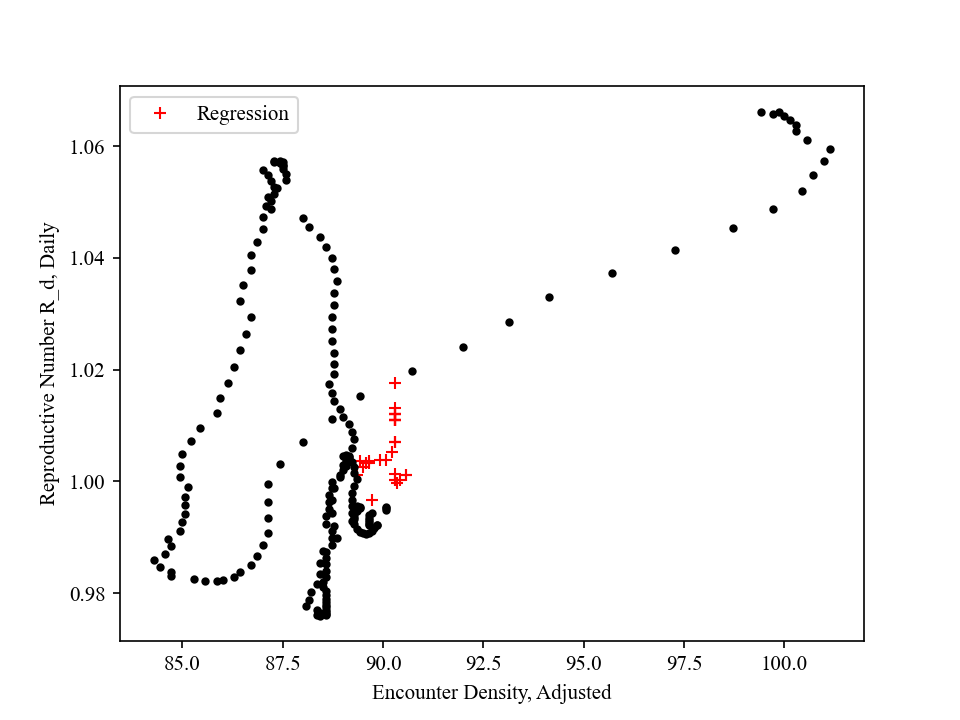 Regression
1.06
1.04
1.02
1.00
0.98
Reproductive Number R_d, Daily
85.0 87.5 90.0 92.5 95.0 97.5 100.0
Encounter Density, Adjusted